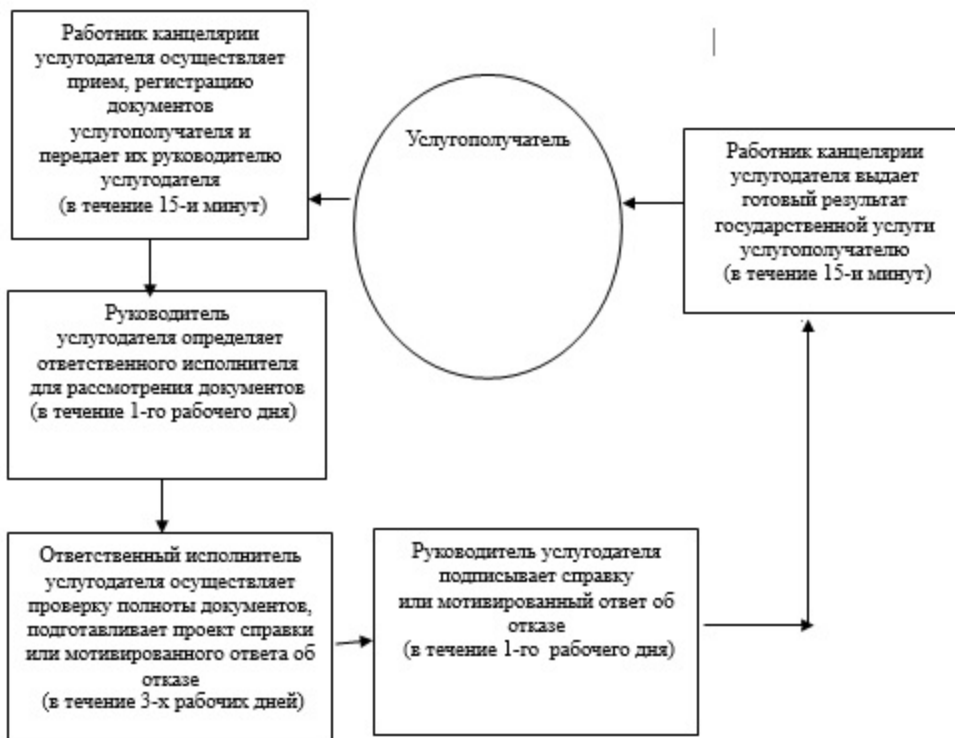 Работник канцелярии
услугодателя осуществляет
прием, регистрацию
документов
услугополучателя и
передает их руководителю
услугодателя
(в течение 15-и минут)
Услугополучатель
Работник канцелярии
услугодателя выдает
готовый результат
государственной услуги
услугополучателю
(в течение 15-и минут)
Руководитель
услугодателя определяет
ответственного исполнителя
для рассмотрения документов
(в течение 1-го рабочего дня)
Ответственный исполнитель
услугодателя осуществляет
проверку полноты документов,
подготавливает проект справки
или мотивированного ответа об
отказе
(в течение 3-х рабочих дней)
Руководитель услугодателя
подписывает справку
или мотивированный ответ об
отказе
(в течение 1-го рабочего дня)